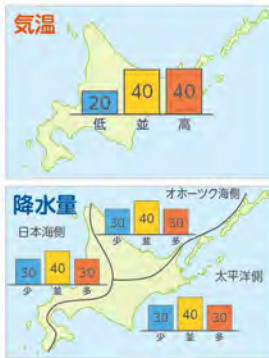 気温
20 40 40
低 並 高
降水量
オホーツク海側
30 40 30
少 並 多
日本海側
30 40 30
少 並 多
太平洋側
30 40 30
少 並 多